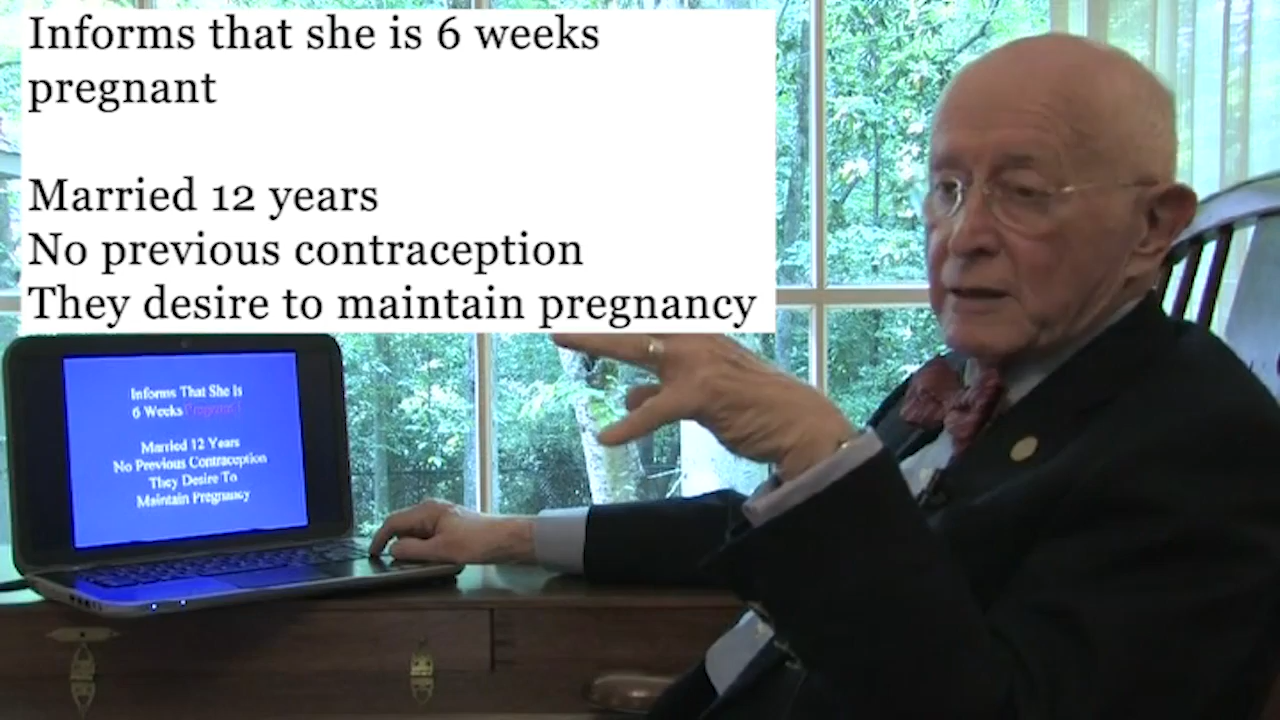 Informs that she is 6 weeks
pregnant
Married 12 years
No previous contraception
They desire to maintain pregnancy
Informs That She is
6 Weeks Pregnant!
Married 12 Years
No Previous Contraception
They Desire To
Maintain Pregnancy